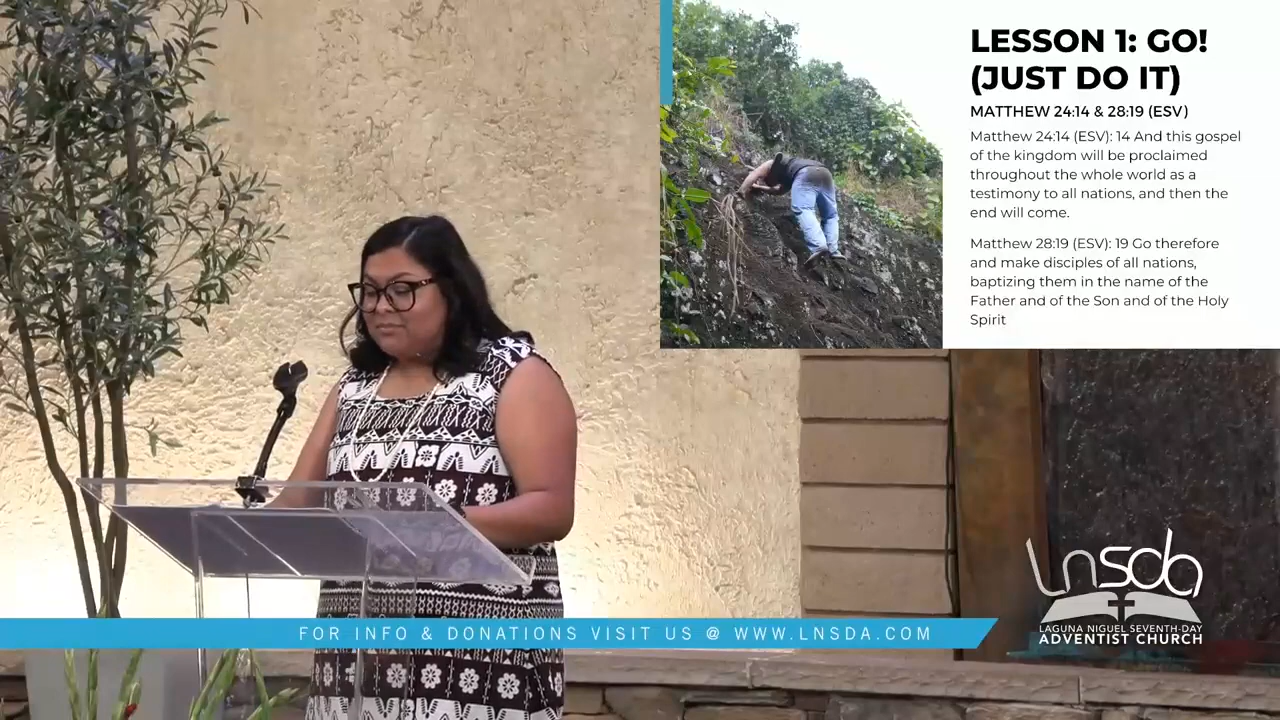 LESSON 1: GO!
(JUST DO IT)
MATTHEW 24:14 & 28:19 (ESV)
Matthew 24:14 (ESV): 14 And this gospel
of the kingdom will be proclaimed
throughout the whole world as a
testimony to all nations, and then the
end will come.
Matthew 28:19 (ESV): 19 Go therefore
and make disciples of all nations,
baptizing them in the name of the
Father and of the Son and of the Holy
Spirit
lnsda
LAGUNA NIGUEL SEVENTH-DAY
ADVENTIST CHURCH
FOR INFO & DONATIONS VISIT US @ WWW.LNSDA.COM